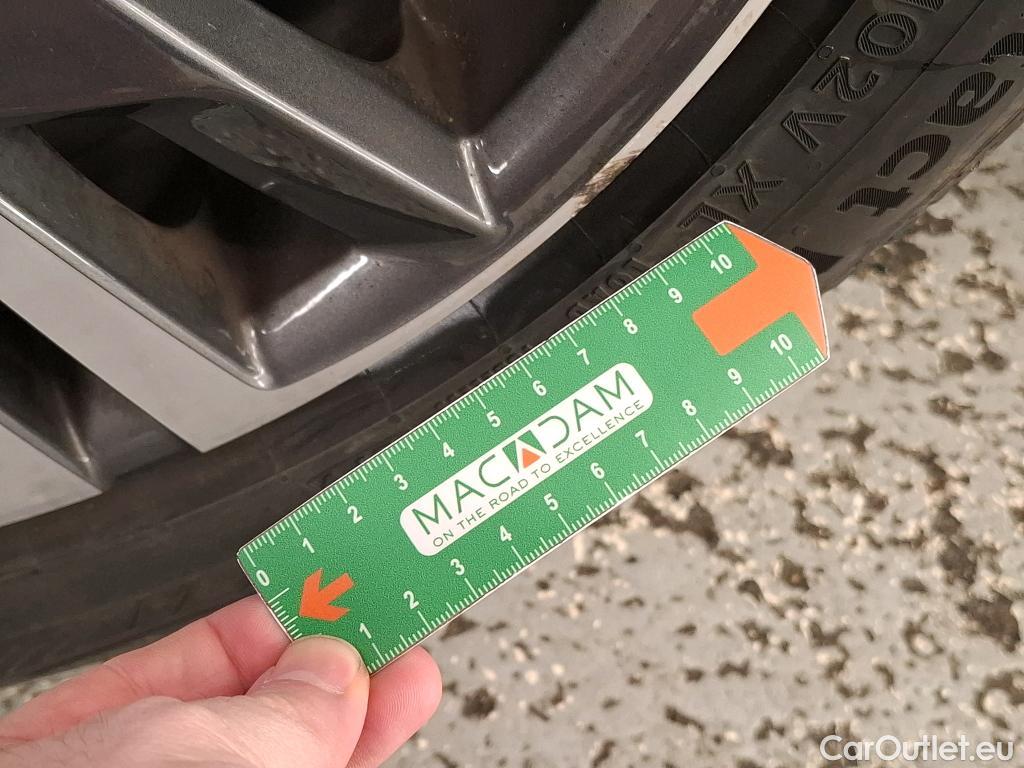 XL
0 1 2 3 4 5 6 7 8 9 10
MACADAM
ON THE ROAD TO EXCELLENCE
1 2 3 4 5 6 7 8 9 10
CarOutlet.eu